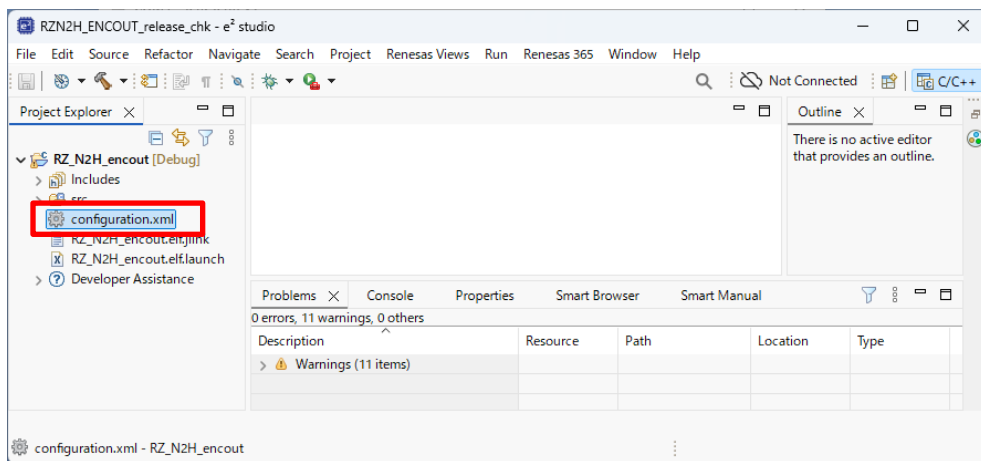 RZN2H_ENCOUT_release_chk - e² studio
File Edit Source Refactor Navigate Search Project Renesas Views Run Renesas 365 Window Help
Not Connected C/C++
Project Explorer
Outline
There is no active editor
that provides an outline.
RZ_N2H_encout [Debug]
Includes
src
configuration.xml
RZ_N2H_encout.elf.jlink
RZ_N2H_encout.elf.launch
Developer Assistance
Problems Console Properties Smart Browser Smart Manual
0 errors, 11 warnings, 0 others
Description Resource Path Location Type
Warnings (11 items)
configuration.xml - RZ_N2H_encout